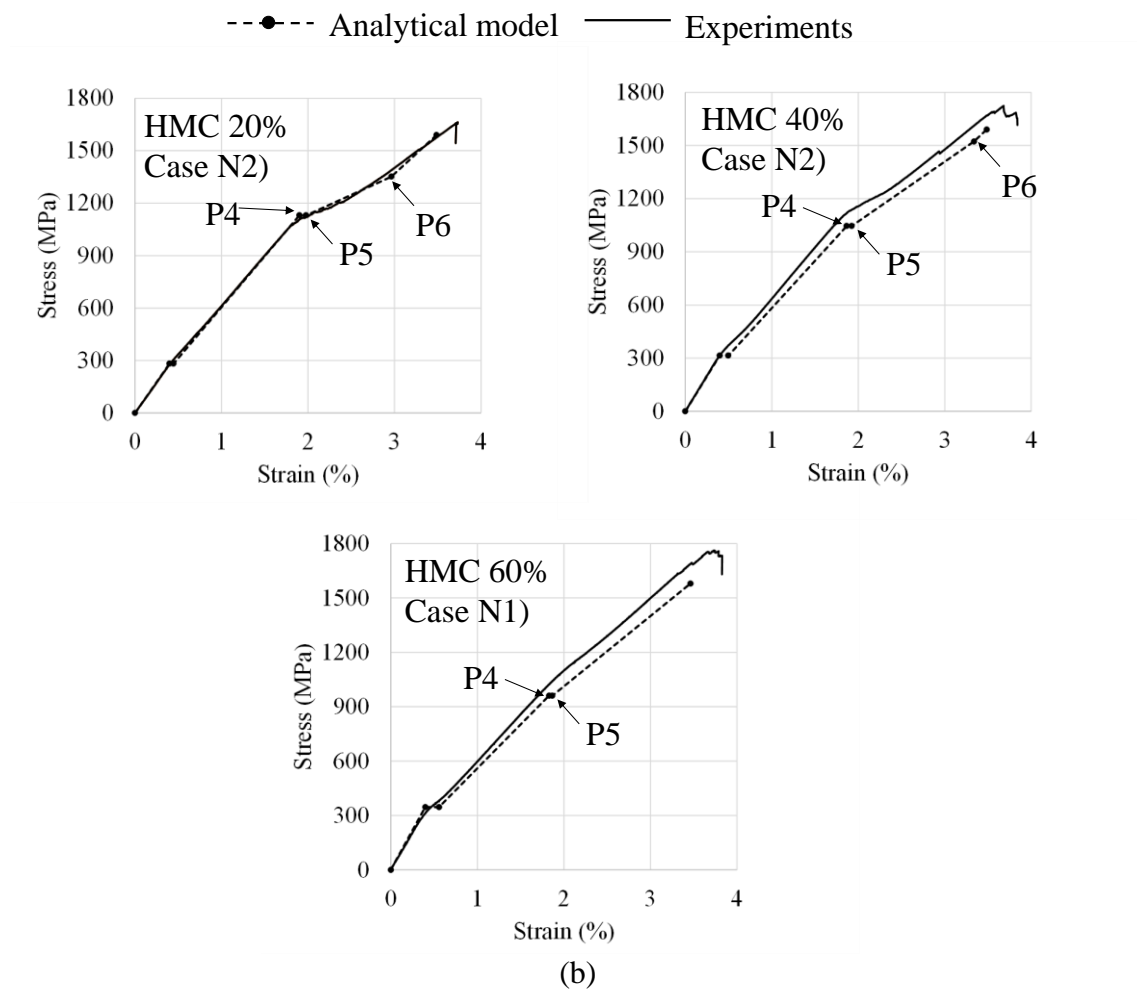 Analytical model Experiments
HMC 20%
Case N2)
P4
P5
P6
1800
1500
1200
900
600
300
0
0 1 2 3 4
Stress (MPa)
Strain (%)
HMC 40%
Case N2)
P4
P5
P6
1800
1500
1200
900
600
300
0
0 1 2 3 4
Stress (MPa)
Strain (%)
HMC 60%
Case N1)
P4
P5
1800
1500
1200
900
600
300
0
0 1 2 3 4
Stress (MPa)
Strain (%)
(b)